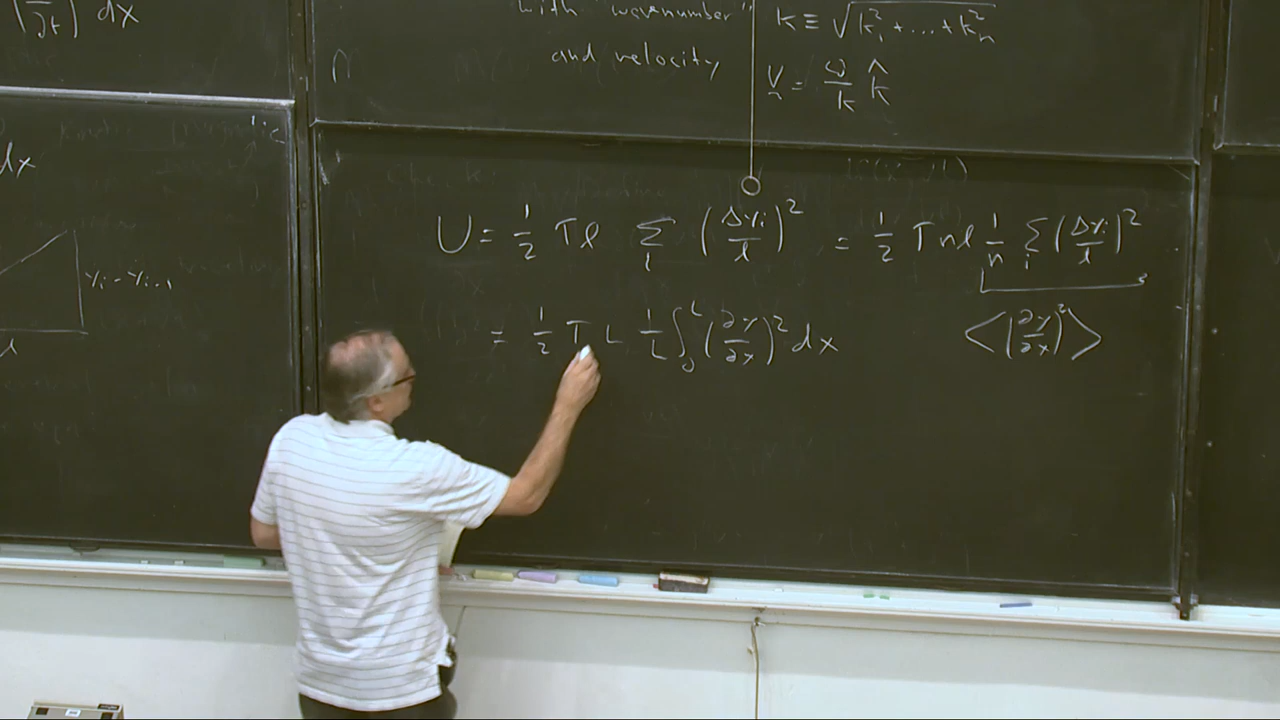 ∂t) dx
dx
yᵢ - yᵢ₋₁
l
with "wavenumber" k ≡ √(k₁² + ... + kₙ²)
and velocity v = ω/k k̂
U = 1/2 T l Σᵢ (Δyᵢ/l)² = 1/2 T n l 1/n Σᵢ (Δyᵢ/l)²
= 1/2 T L 1/L ∫₀ᴸ (∂y/∂x)² dx <(∂y/∂x)²>